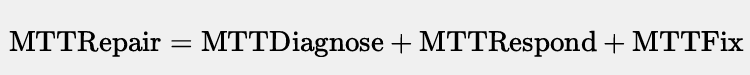 MTTRepair = MTTDiagnose + MTTRespond + MTTFix